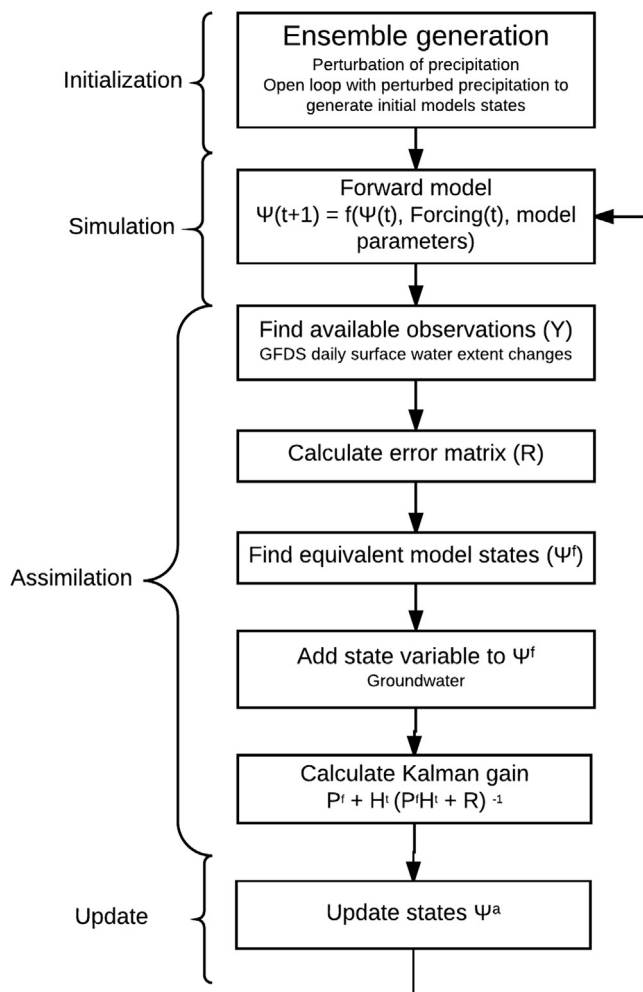 Initialization
Ensemble generation
Perturbation of precipitation
Open loop with perturbed precipitation to
generate initial models states
Simulation
Forward model
Ψ(t+1) = f(Ψ(t), Forcing(t), model
parameters)
Assimilation
Find available observations (Y)
GFDS daily surface water extent changes
Calculate error matrix (R)
Find equivalent model states (Ψᶠ)
Add state variable to Ψᶠ
Groundwater
Calculate Kalman gain
Pᶠ + Hᵗ (PᶠHᵗ + R) ⁻¹
Update
Update states Ψᵃ